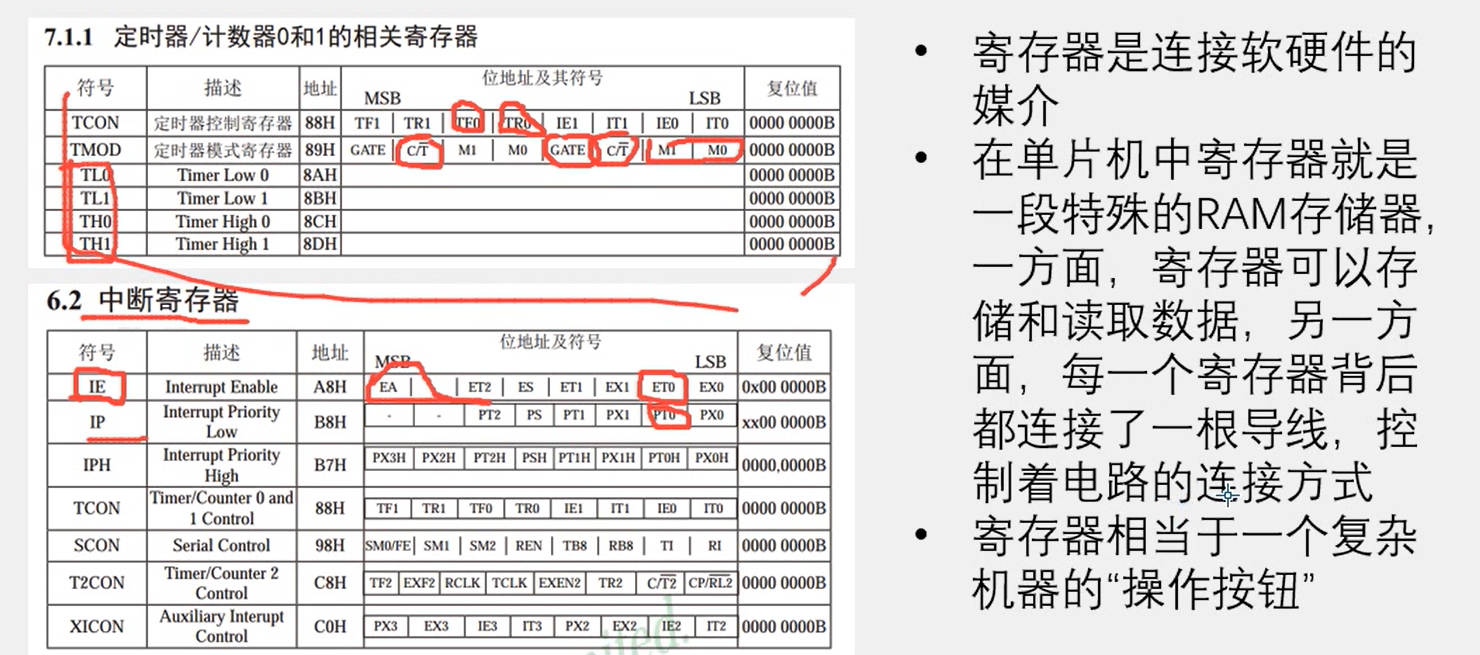 7.1.1 定时器/计数器0和1的相关寄存器
符号 描述 地址 位地址及其符号 MSB LSB 复位值
TCON 定时器控制寄存器 88H TF1 TR1 TF0 TR0 IE1 IT1 IE0 IT0 0000 0000B
TMOD 定时器模式寄存器 89H GATE C/T̅ M1 M0 GATE C/T̅ M1 M0 0000 0000B
TL0 Timer Low 0 8AH 0000 0000B
TL1 Timer Low 1 8BH 0000 0000B
TH0 Timer High 0 8CH 0000 0000B
TH1 Timer High 1 8DH 0000 0000B
6.2 中断寄存器
符号 描述 地址 位地址及符号 MSB LSB 复位值
IE Interrupt Enable A8H EA ET2 ES ET1 EX1 ET0 EX0 0x00 0000B
IP Interrupt Priority Low B8H - - PT2 PS PT1 PX1 PT0 PX0 xx00 0000B
IPH Interrupt Priority High B7H PX3H PX2H PT2H PSH PT1H PX1H PT0H PX0H 0000,0000B
TCON Timer/Counter 0 and 1 Control 88H TF1 TR1 TF0 TR0 IE1 IT1 IE0 IT0 0000 0000B
SCON Serial Control 98H SM0/FE SM1 SM2 REN TB8 RB8 TI RI 0000 0000B
T2CON Timer/Counter 2 Control C8H TF2 EXF2 RCLK TCLK EXEN2 TR2 C/T̅2̅ CP/R̅L̅2̅ 0000 0000B
XICON Auxiliary Interupt Control C0H PX3 EX3 IE3 IT3 PX2 EX2 IE2 IT2 0000 0000B
• 寄存器是连接软硬件的
媒介
• 在单片机中寄存器就是
一段特殊的RAM存储器，
一方面，寄存器可以存
储和读取数据，另一方
面，每一个寄存器背后
都连接了一根导线，控
制着电路的连接方式
• 寄存器相当于一个复杂
机器的“操作按钮”